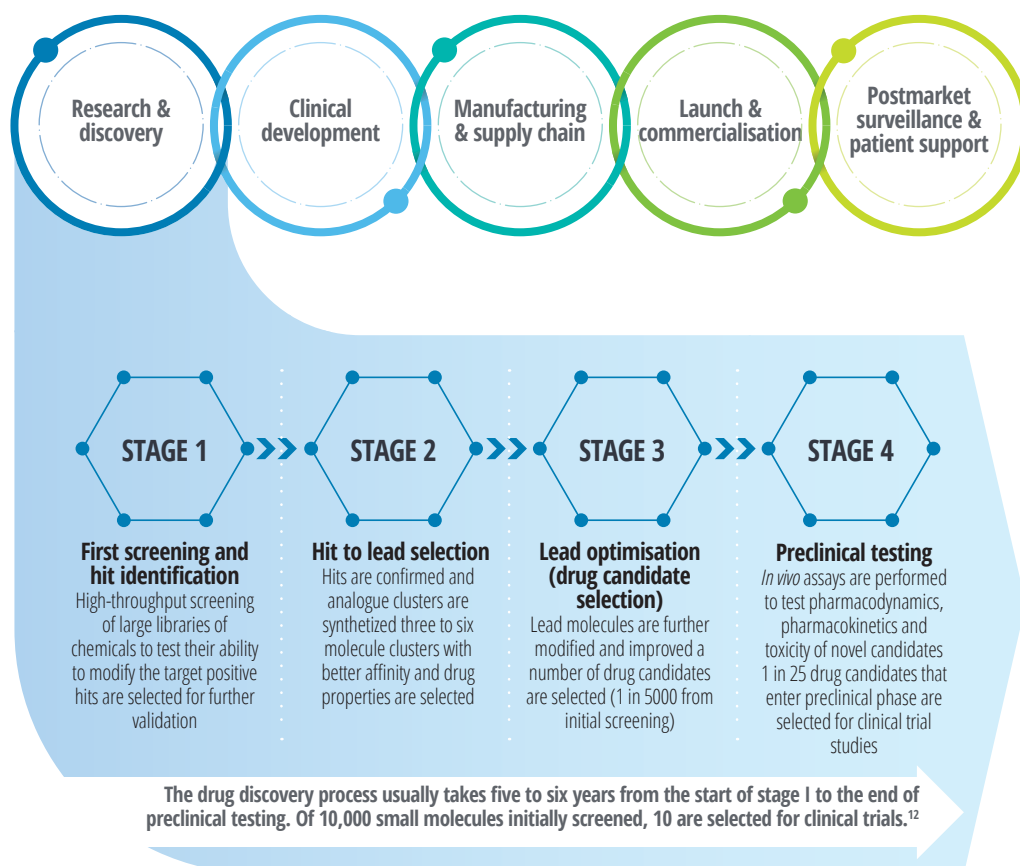 Research &
discovery
Clinical
development
Manufacturing
& supply chain
Launch &
commercialisation
Postmarket
surveillance &
patient support
STAGE 1
STAGE 2
STAGE 3
STAGE 4
First screening and
hit identification
High-throughput screening
of large libraries of
chemicals to test their ability
to modify the target positive
hits are selected for further
validation
Hit to lead selection
Hits are confirmed and
analogue clusters are
synthetized three to six
molecule clusters with
better affinity and drug
properties are selected
Lead optimisation
(drug candidate
selection)
Lead molecules are further
modified and improved a
number of drug candidates
are selected (1 in 5000 from
initial screening)
Preclinical testing
In vivo assays are performed
to test pharmacodynamics,
pharmacokinetics and
toxicity of novel candidates
1 in 25 drug candidates that
enter preclinical phase are
selected for clinical trial
studies
The drug discovery process usually takes five to six years from the start of stage I to the end of
preclinical testing. Of 10,000 small molecules initially screened, 10 are selected for clinical trials.¹²